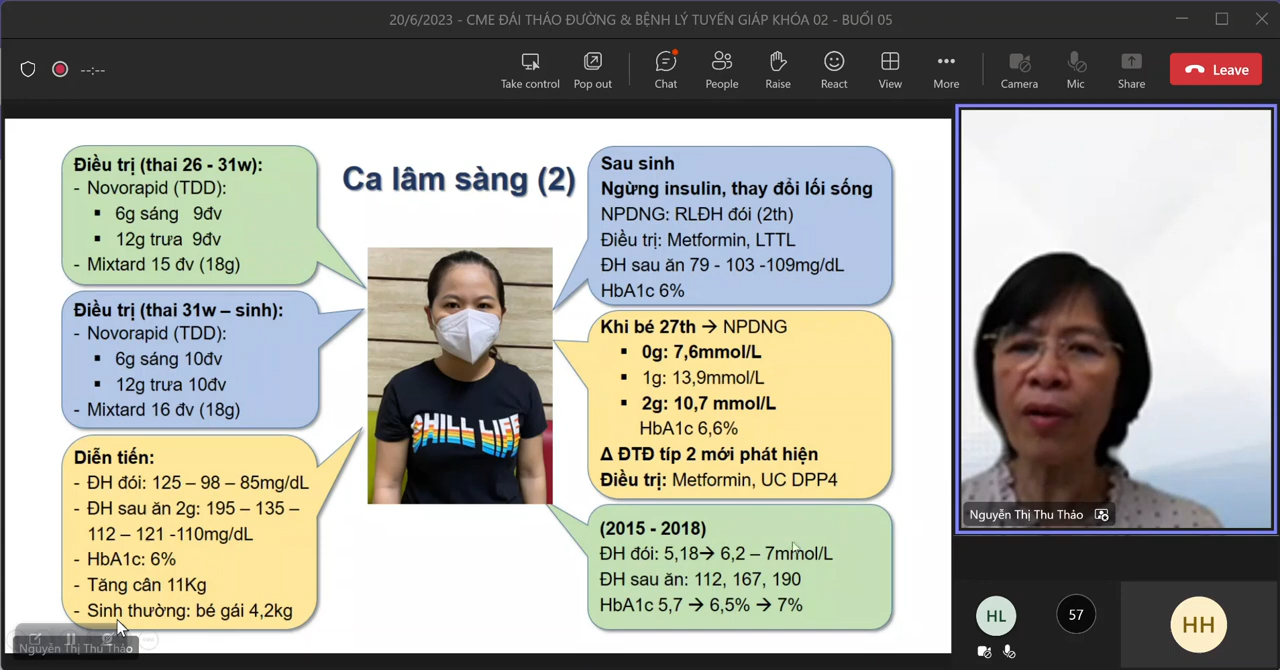 20/6/2023 - CME ĐÁI THÁO ĐƯỜNG & BỆNH LÝ TUYẾN GIÁP KHÓA 02 - BUỔI 05
--:--
Take control
Pop out
Chat
People
Raise
React
View
More
Camera
Mic
Share
Leave
Ca lâm sàng (2)
Điều trị (thai 26 - 31w):
- Novorapid (TDD):
▪ 6g sáng 9đv
▪ 12g trưa 9đv
- Mixtard 15 đv (18g)
Điều trị (thai 31w – sinh):
- Novorapid (TDD):
▪ 6g sáng 10đv
▪ 12g trưa 10đv
- Mixtard 16 đv (18g)
Diễn tiến:
- ĐH đói: 125 – 98 – 85mg/dL
- ĐH sau ăn 2g: 195 – 135 –
112 – 121 -110mg/dL
- HbA1c: 6%
- Tăng cân 11Kg
- Sinh thường: bé gái 4,2kg
CHILL LIFE
Sau sinh
Ngừng insulin, thay đổi lối sống
NPDNG: RLĐH đói (2th)
Điều trị: Metformin, LTTL
ĐH sau ăn 79 - 103 -109mg/dL
HbA1c 6%
Khi bé 27th → NPDNG
▪ 0g: 7,6mmol/L
▪ 1g: 13,9mmol/L
▪ 2g: 10,7 mmol/L
HbA1c 6,6%
Δ ĐTĐ típ 2 mới phát hiện
Điều trị: Metformin, UC DPP4
(2015 - 2018)
ĐH đói: 5,18→ 6,2 – 7mmol/L
ĐH sau ăn: 112, 167, 190
HbA1c 5,7 → 6,5% → 7%
Nguyễn Thị Thu Thảo
Nguyễn Thị Thu Thảo
HL
57
HH